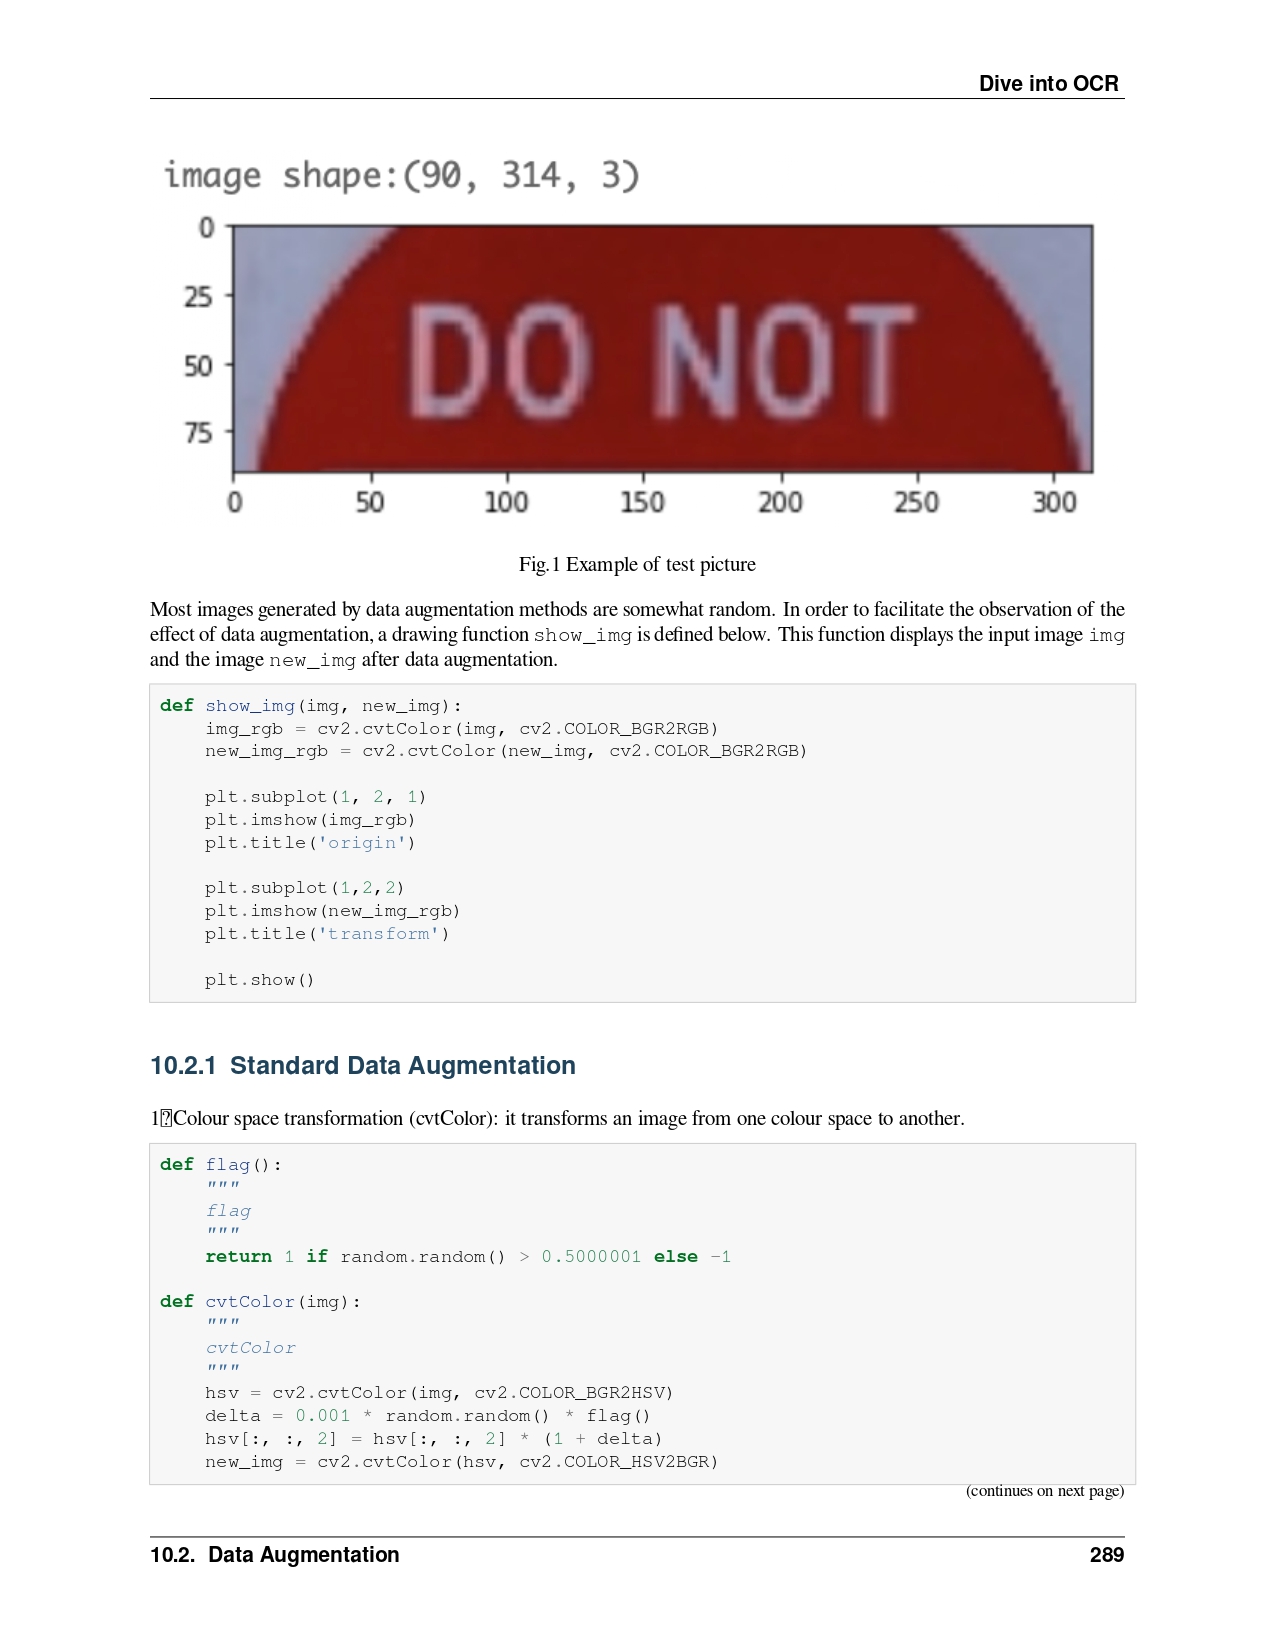 Dive into OCR
image shape:(90, 314, 3)
0
25
50
75
DO NOT
0 50 100 150 200 250 300
Fig.1 Example of test picture
Most images generated by data augmentation methods are somewhat random. In order to facilitate the observation of the
effect of data augmentation, a drawing function show_img is defined below. This function displays the input image img
and the image new_img after data augmentation.
def show_img(img, new_img):
    img_rgb = cv2.cvtColor(img, cv2.COLOR_BGR2RGB)
    new_img_rgb = cv2.cvtColor(new_img, cv2.COLOR_BGR2RGB)
    plt.subplot(1, 2, 1)
    plt.imshow(img_rgb)
    plt.title('origin')
    plt.subplot(1,2,2)
    plt.imshow(new_img_rgb)
    plt.title('transform')
    plt.show()
10.2.1 Standard Data Augmentation
1⍰Colour space transformation (cvtColor): it transforms an image from one colour space to another.
def flag():
    """
    flag
    """
    return 1 if random.random() > 0.5000001 else -1
def cvtColor(img):
    """
    cvtColor
    """
    hsv = cv2.cvtColor(img, cv2.COLOR_BGR2HSV)
    delta = 0.001 * random.random() * flag()
    hsv[:, :, 2] = hsv[:, :, 2] * (1 + delta)
    new_img = cv2.cvtColor(hsv, cv2.COLOR_HSV2BGR)
(continues on next page)
10.2. Data Augmentation 289